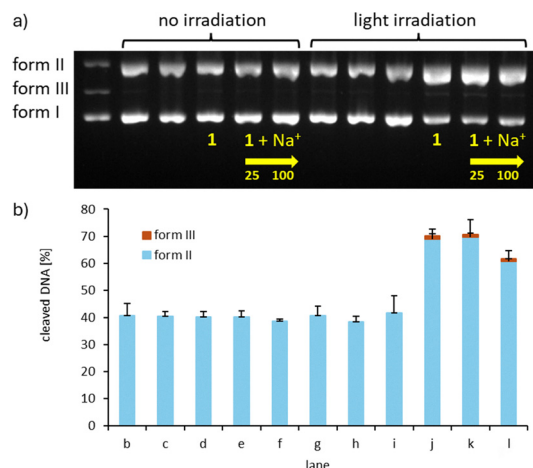 a)
no irradiation
light irradiation
form II
form III
form I
1
1 + Na⁺
25 100
1
1 + Na⁺
25 100
b)
80
70
60
50
40
30
20
10
0
cleaved DNA [%]
form III
form II
b c d e f g h i j k l
lane